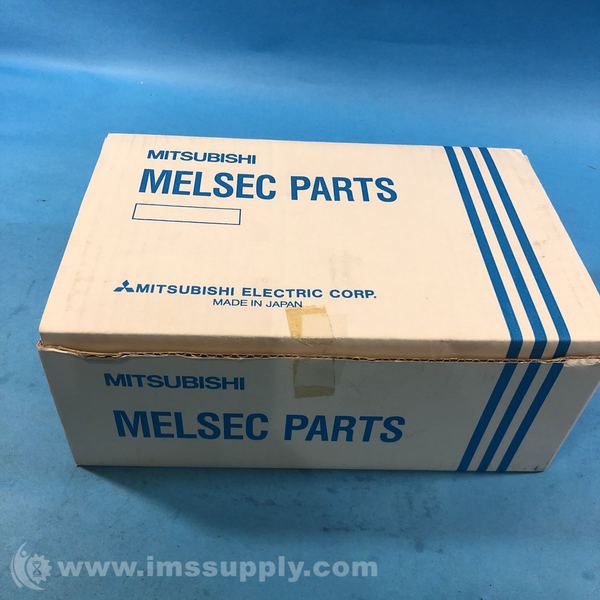 MITSUBISHI
MELSEC PARTS
MITSUBISHI ELECTRIC CORP.
MADE IN JAPAN
MITSUBISHI
MELSEC PARTS
www.imssupply.com